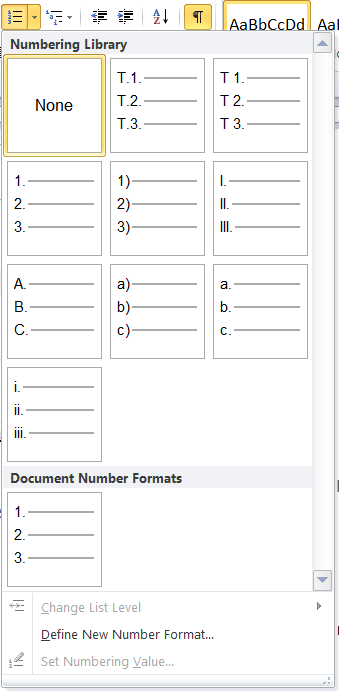 AaBbCcDd
Numbering Library
None
T.1.
T.2.
T.3.
T 1.
T 2.
T 3.
1.
2.
3.
1)
2)
3)
I.
II.
III.
A.
B.
C.
a)
b)
c)
a.
b.
c.
i.
ii.
iii.
Document Number Formats
1.
2.
3.
Change List Level
Define New Number Format...
Set Numbering Value...